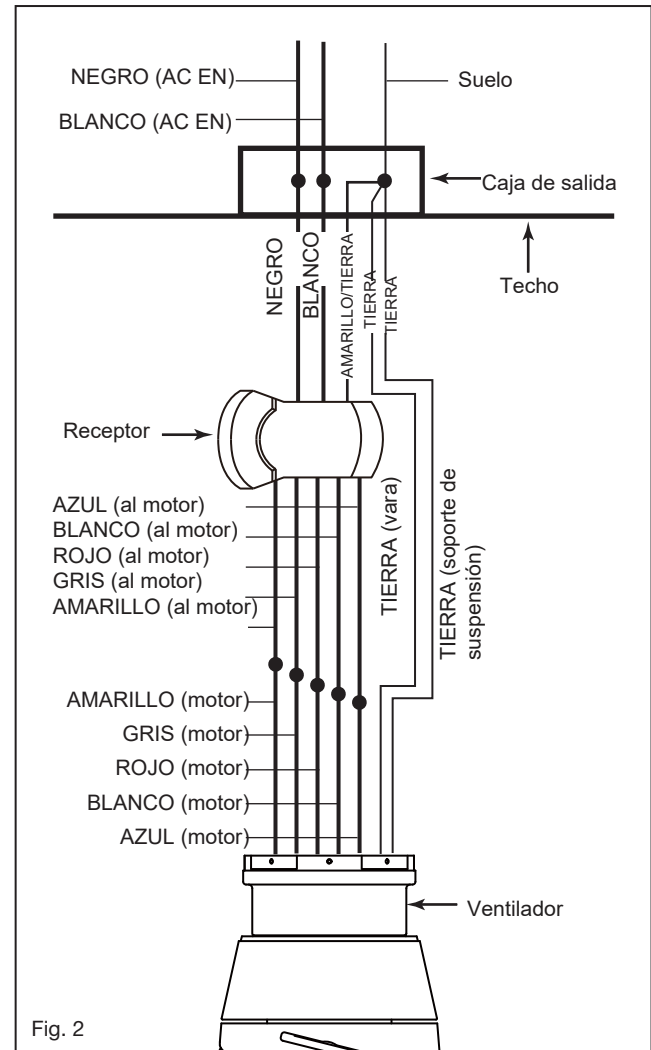 NEGRO (AC EN)
Suelo
BLANCO (AC EN)
Caja de salida
Techo
NEGRO
BLANCO
AMARILLO/TIERRA
TIERRA
TIERRA
Receptor
AZUL (al motor)
BLANCO (al motor)
ROJO (al motor)
GRIS (al motor)
AMARILLO (al motor)
TIERRA (vara)
TIERRA (soporte de
suspensión)
AMARILLO (motor)
GRIS (motor)
ROJO (motor)
BLANCO (motor)
AZUL (motor)
Ventilador
Fig. 2